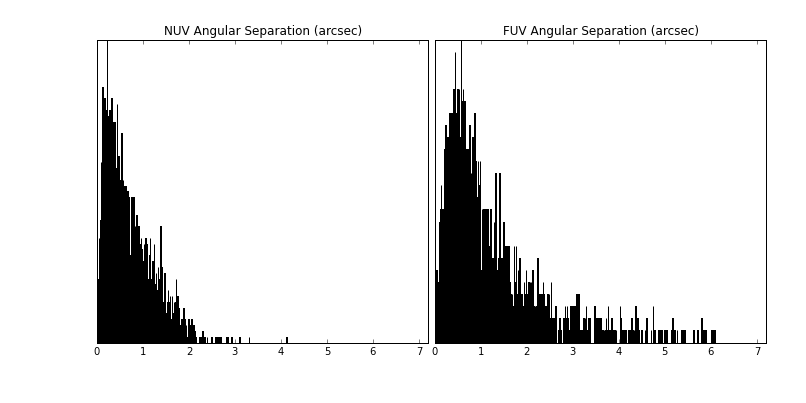 NUV Angular Separation (arcsec)
FUV Angular Separation (arcsec)
0 1 2 3 4 5 6 7
0 1 2 3 4 5 6 7